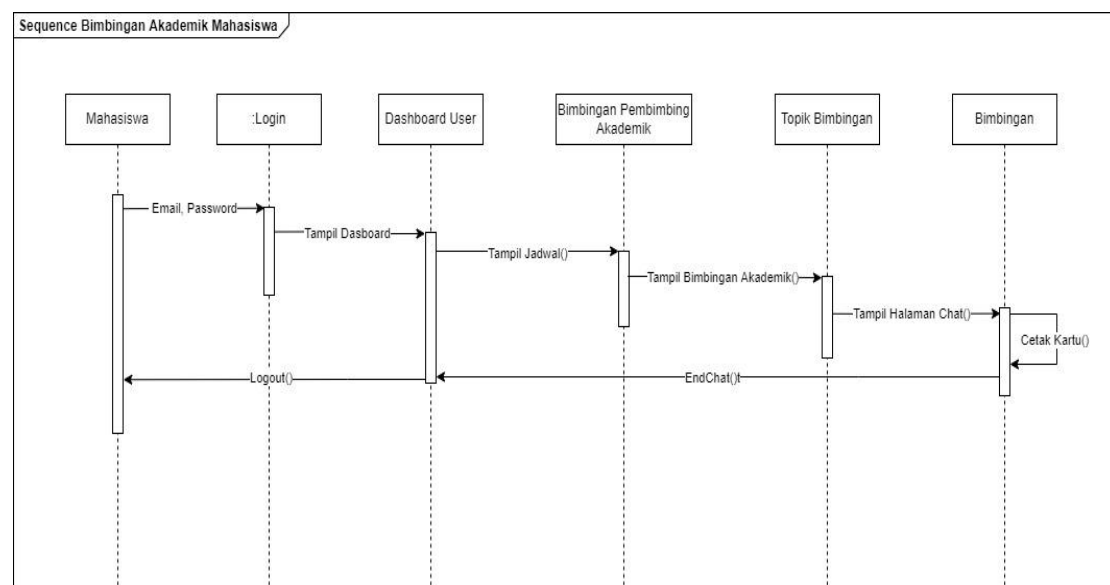 Sequence Bimbingan Akademik Mahasiswa
Mahasiswa
:Login
Dashboard User
Bimbingan Pembimbing
Akademik
Topik Bimbingan
Bimbingan
Email, Password
Tampil Dasboard
Tampil Jadwal()
Tampil Bimbingan Akademik()
Tampil Halaman Chat()
Cetak Kartu()
Logout()
EndChat()t